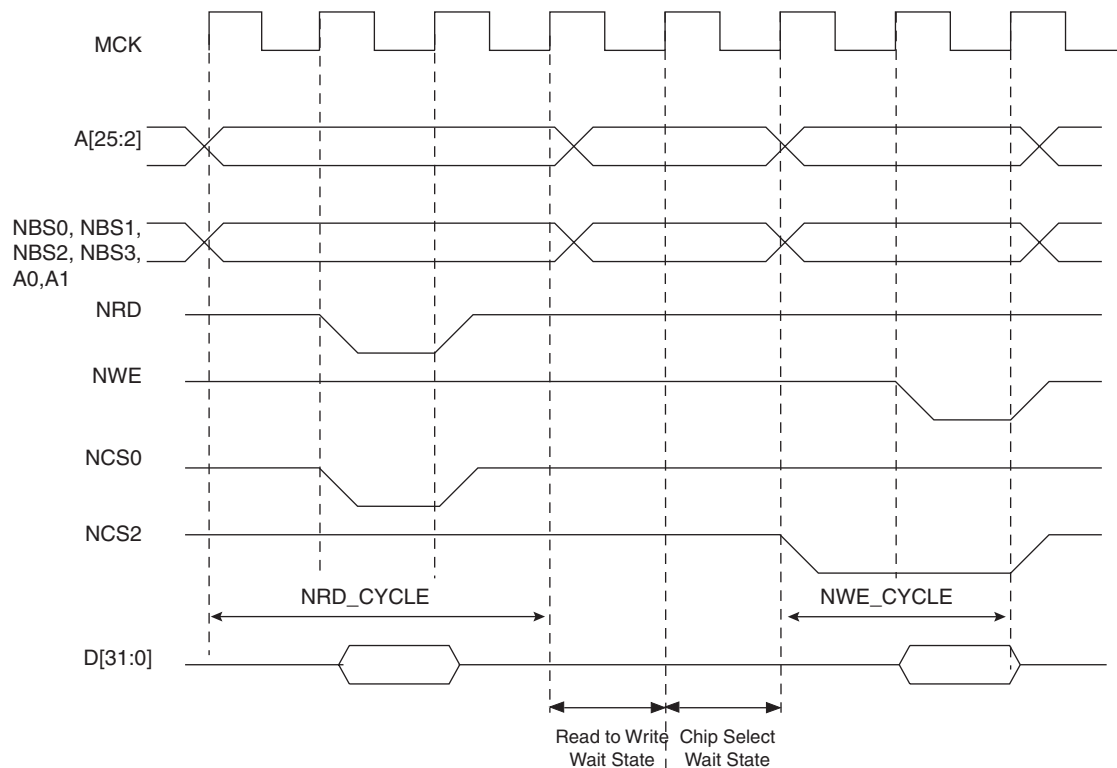 MCK
A[25:2]
NBS0, NBS1,
NBS2, NBS3,
A0,A1
NRD
NWE
NCS0
NCS2
NRD_CYCLE
NWE_CYCLE
D[31:0]
Read to Write
Wait State
Chip Select
Wait State